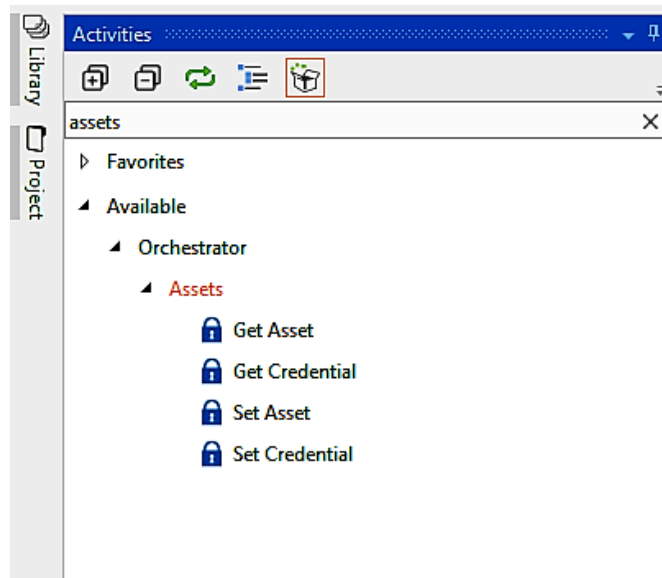 Library
Project
Activities
assets
Favorites
Available
Orchestrator
Assets
Get Asset
Get Credential
Set Asset
Set Credential